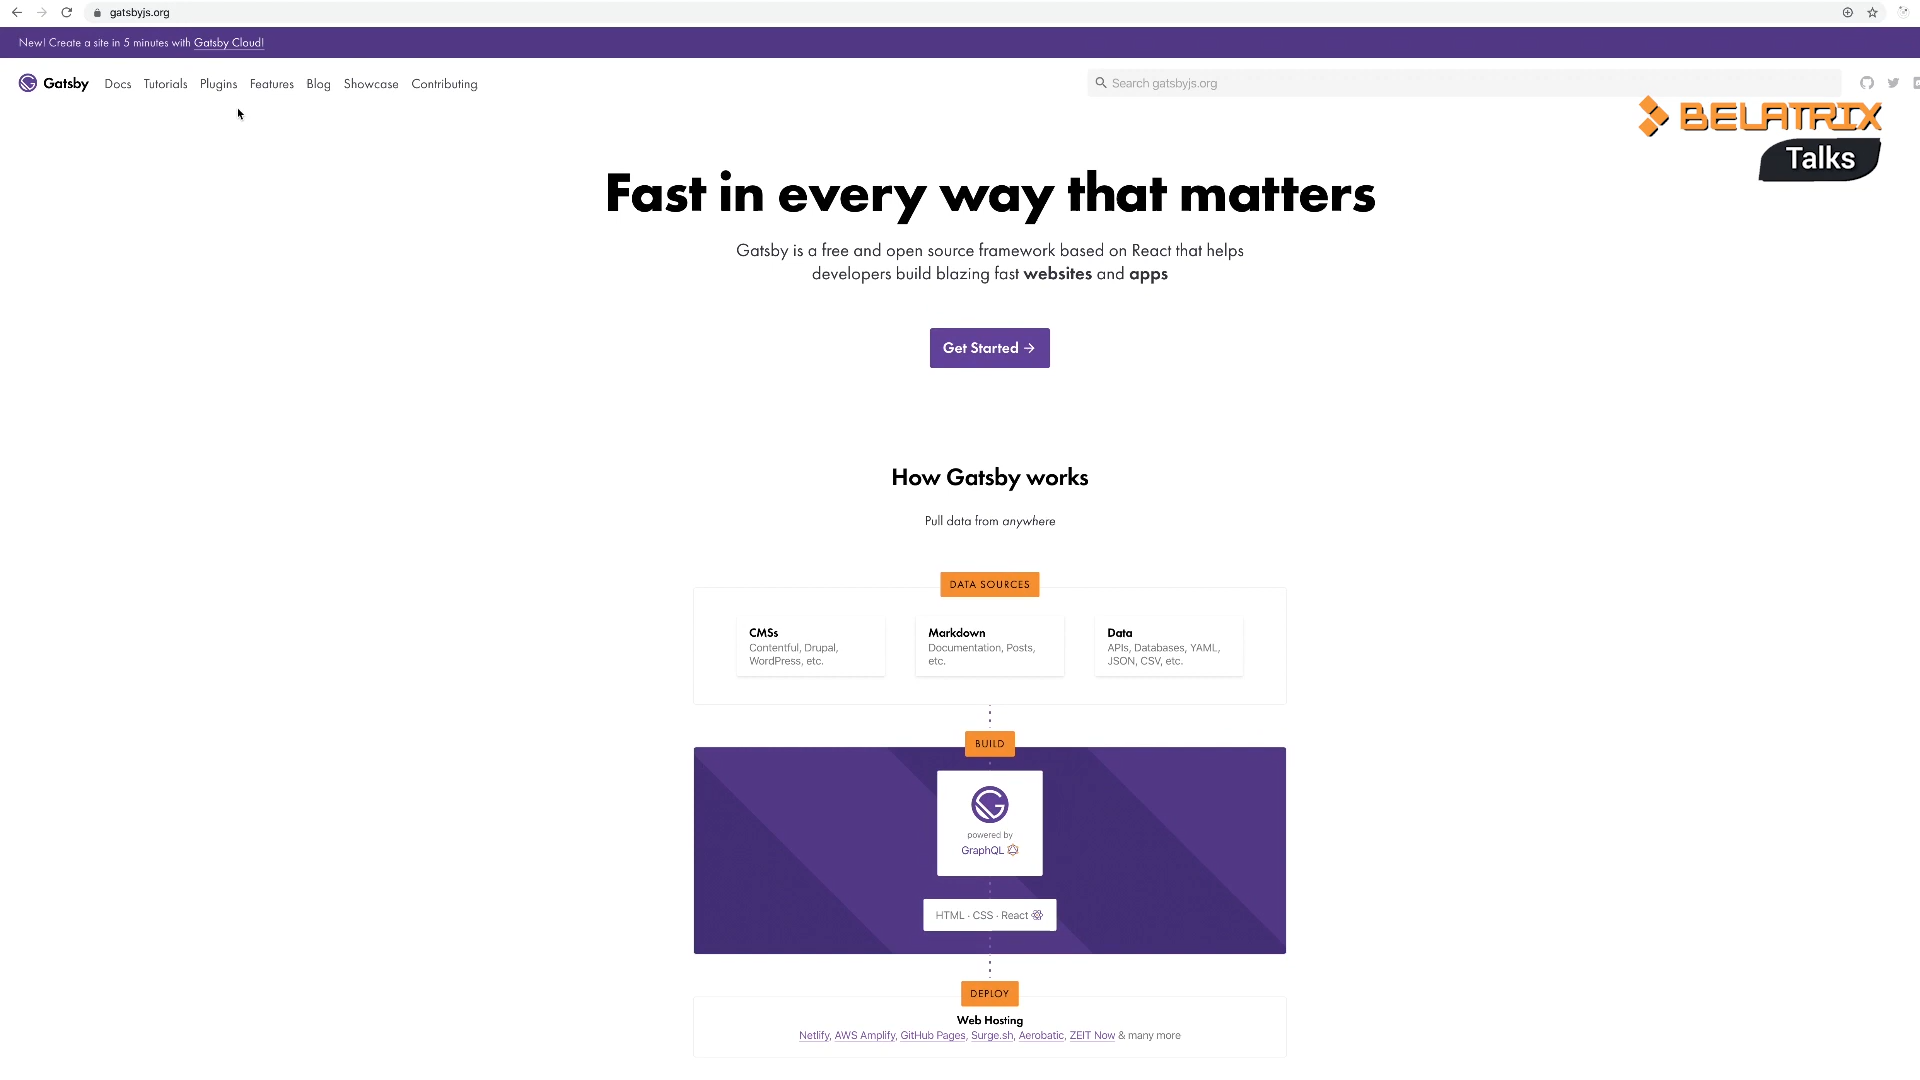 gatsbyjs.org
New! Create a site in 5 minutes with Gatsby Cloud!
Gatsby Docs Tutorials Plugins Features Blog Showcase Contributing
Search gatsbyjs.org
BELATRIX
Talks
Fast in every way that matters
Gatsby is a free and open source framework based on React that helps
developers build blazing fast websites and apps
Get Started →
How Gatsby works
Pull data from anywhere
DATA SOURCES
CMSs
Contentful, Drupal,
WordPress, etc.
Markdown
Documentation, Posts,
etc.
Data
APIs, Databases, YAML,
JSON, CSV, etc.
BUILD
powered by
GraphQL
HTML · CSS · React
DEPLOY
Web Hosting
Netlify, AWS Amplify, GitHub Pages, Surge.sh, Aerobatic, ZEIT Now & many more